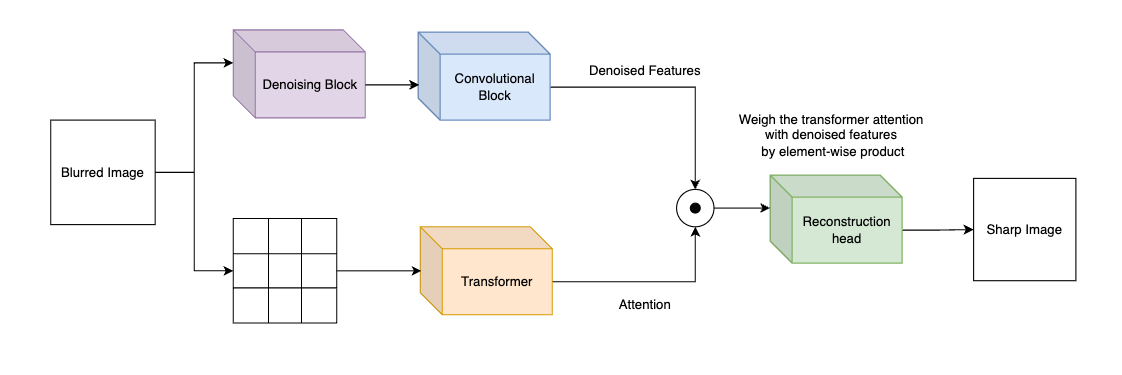 Blurred Image
Denoising Block
Convolutional
Block
Denoised Features
Weigh the transformer attention
with denoised features
by element-wise product
Reconstruction
head
Sharp Image
Transformer
Attention